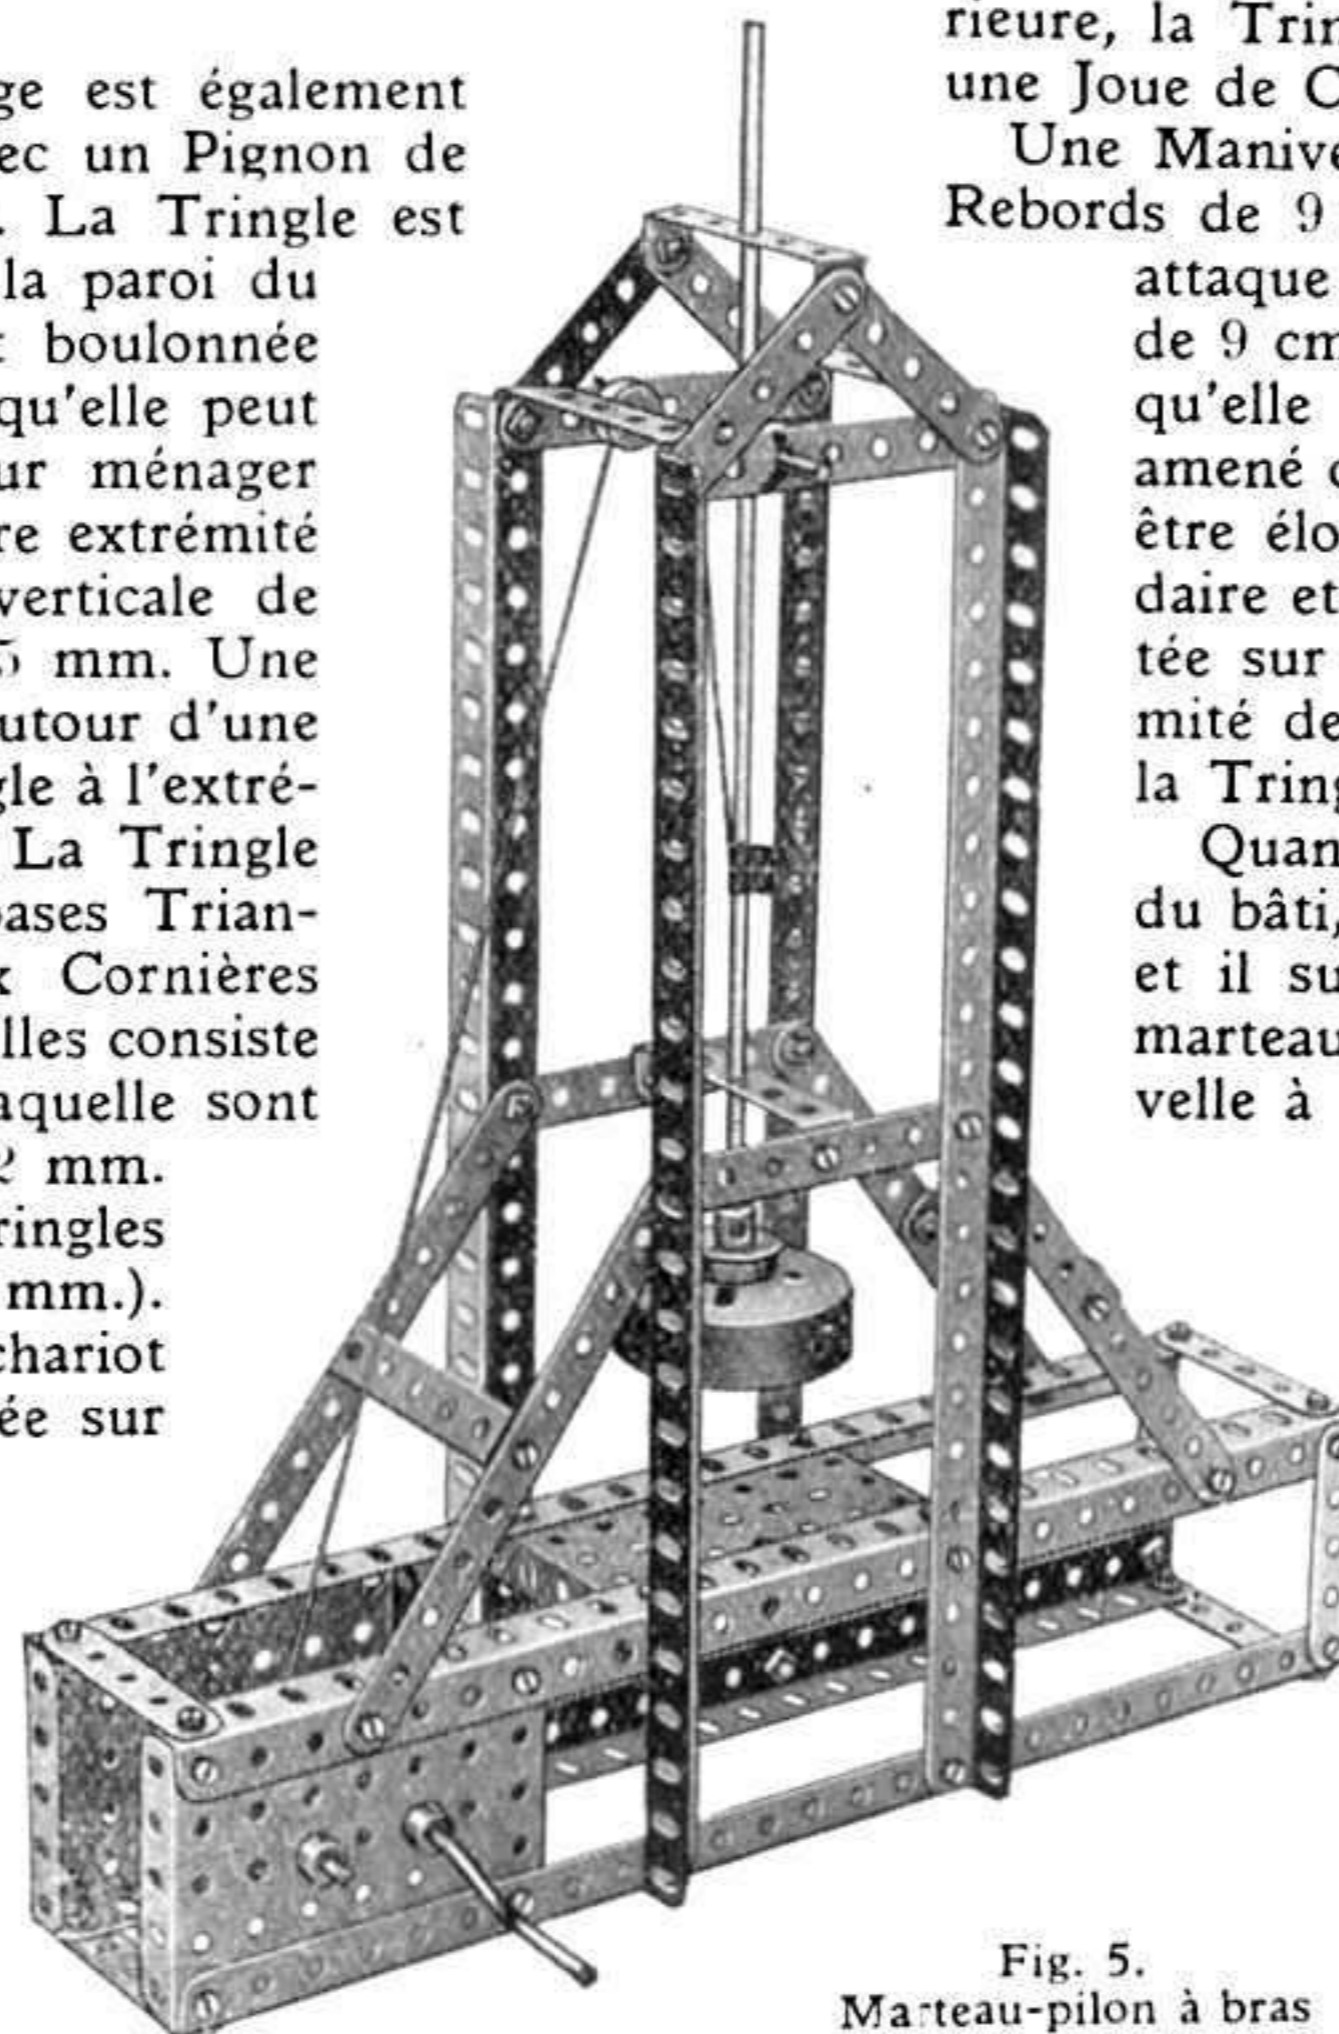 ge est également
ec un Pignon de
. La Tringle est
la paroi du
t boulonnée
qu'elle peut
ur ménager
re extrémité
verticale de
5 mm. Une
utour d'une
gle à l'extré-
La Tringle
bases Trian-
x Cornières
elles consiste
aquelle sont
2 mm.
ringles
mm.).
chariot
ée sur
rieure, la Trin
une Joue de C
Une Manive
Rebords de 9
attaque
de 9 cm
qu'elle
amené d
être élo
daire et
tée sur
mité de
la Tring
Quan
du bâti,
et il su
marteau
velle à
Fig. 5.
Marteau-pilon à bras